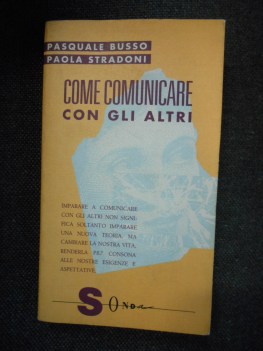 PASQUALE BUSSO
PAOLA STRADONI
COME COMUNICARE
CON GLI ALTRI
IMPARARE A COMUNICARE
CON GLI ALTRI NON SIGNI-
FICA SOLTANTO IMPARARE
UNA NUOVA TEORIA MA
CAMBIARE LA NOSTRA VITA,
RENDERLA PIÙ CONSONA
ALLE NOSTRE ESIGENZE E
ASPETTATIVE.
SONDA